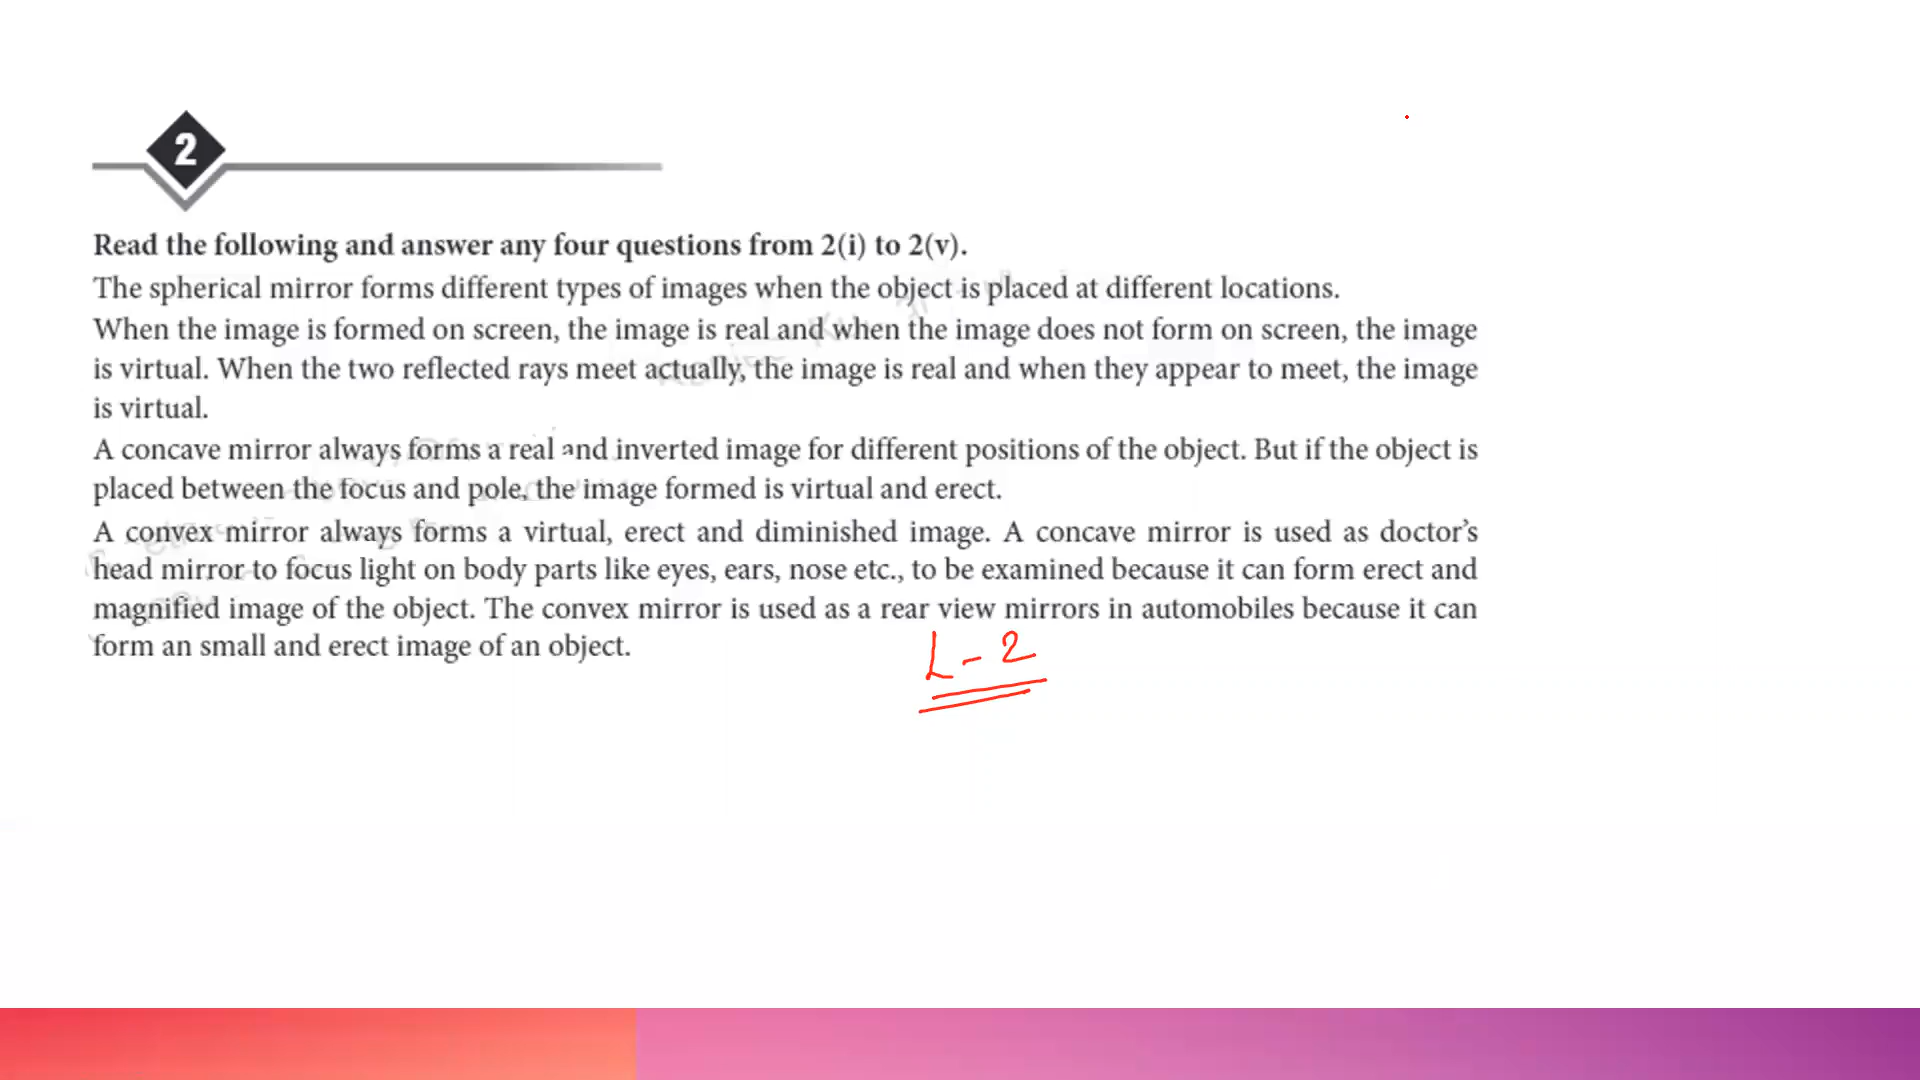 2
Read the following and answer any four questions from 2(i) to 2(v).
The spherical mirror forms different types of images when the object is placed at different locations.
When the image is formed on screen, the image is real and when the image does not form on screen, the image
is virtual. When the two reflected rays meet actually, the image is real and when they appear to meet, the image
is virtual.
A concave mirror always forms a real and inverted image for different positions of the object. But if the object is
placed between the focus and pole, the image formed is virtual and erect.
A convex mirror always forms a virtual, erect and diminished image. A concave mirror is used as doctor's
head mirror to focus light on body parts like eyes, ears, nose etc., to be examined because it can form erect and
magnified image of the object. The convex mirror is used as a rear view mirrors in automobiles because it can
form an small and erect image of an object.
L-2